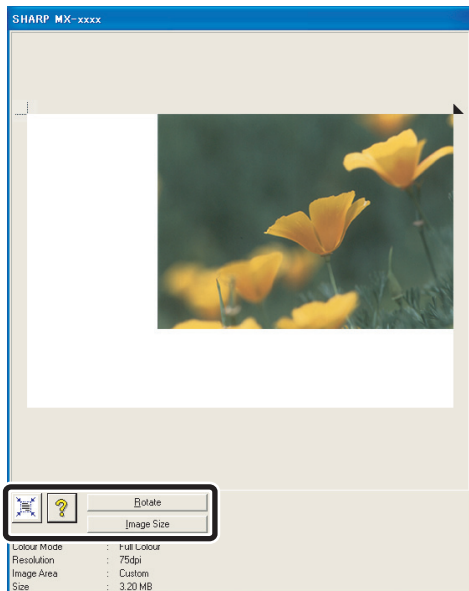 SHARP MX-xxxx
?
Rotate
Image Size
Colour Mode : Full Colour
Resolution : 75dpi
Image Area : Custom
Size : 3.20 MB